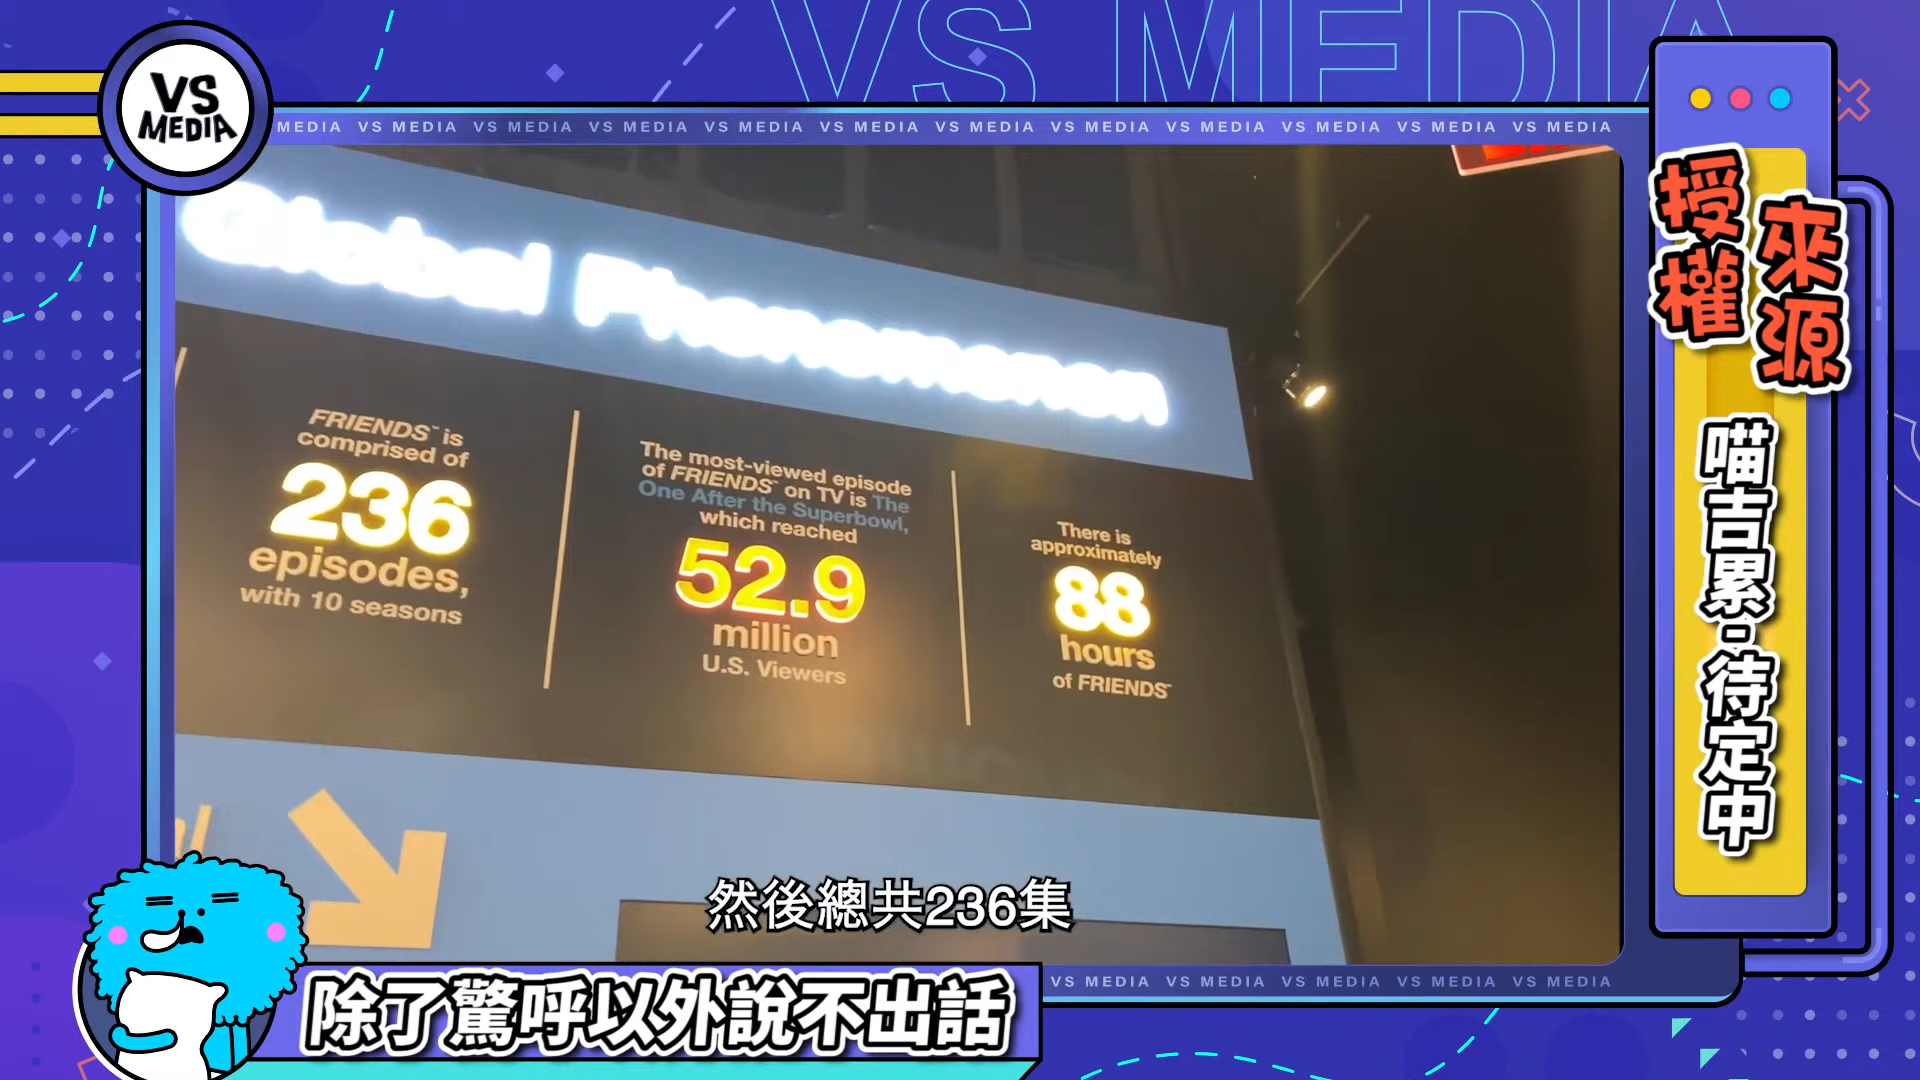 VS MEDIA
VS
MEDIA
MEDIA VS MEDIA VS MEDIA VS MEDIA VS MEDIA VS MEDIA VS MEDIA VS MEDIA VS MEDIA VS MEDIA VS MEDIA VS MEDIA
Global Phenomenon
FRIENDS™ is
comprised of
236
episodes,
with 10 seasons
The most-viewed episode
of FRIENDS™ on TV is The
One After the Superbowl,
which reached
52.9
million
U.S. Viewers
There is
approximately
88
hours
of FRIENDS™
授權
來源
喵吉累:待定中
然後總共236集
VS MEDIA VS MEDIA VS MEDIA VS MEDIA VS MEDIA
除了驚呼以外說不出話